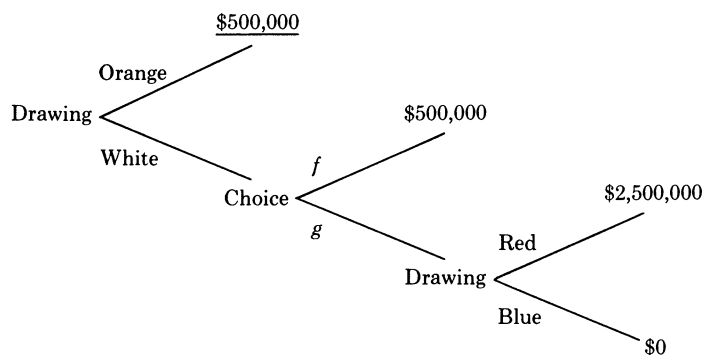 $500,000
Orange
Drawing
$500,000
White
f
$2,500,000
Choice
g
Red
Drawing
Blue
$0